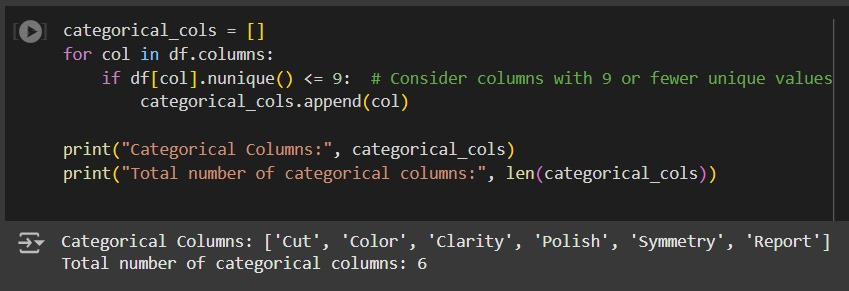 categorical_cols = []
for col in df.columns:
    if df[col].nunique() <= 9:  # Consider columns with 9 or fewer unique values
        categorical_cols.append(col)

print("Categorical Columns:", categorical_cols)
print("Total number of categorical columns:", len(categorical_cols))
Categorical Columns: ['Cut', 'Color', 'Clarity', 'Polish', 'Symmetry', 'Report']
Total number of categorical columns: 6